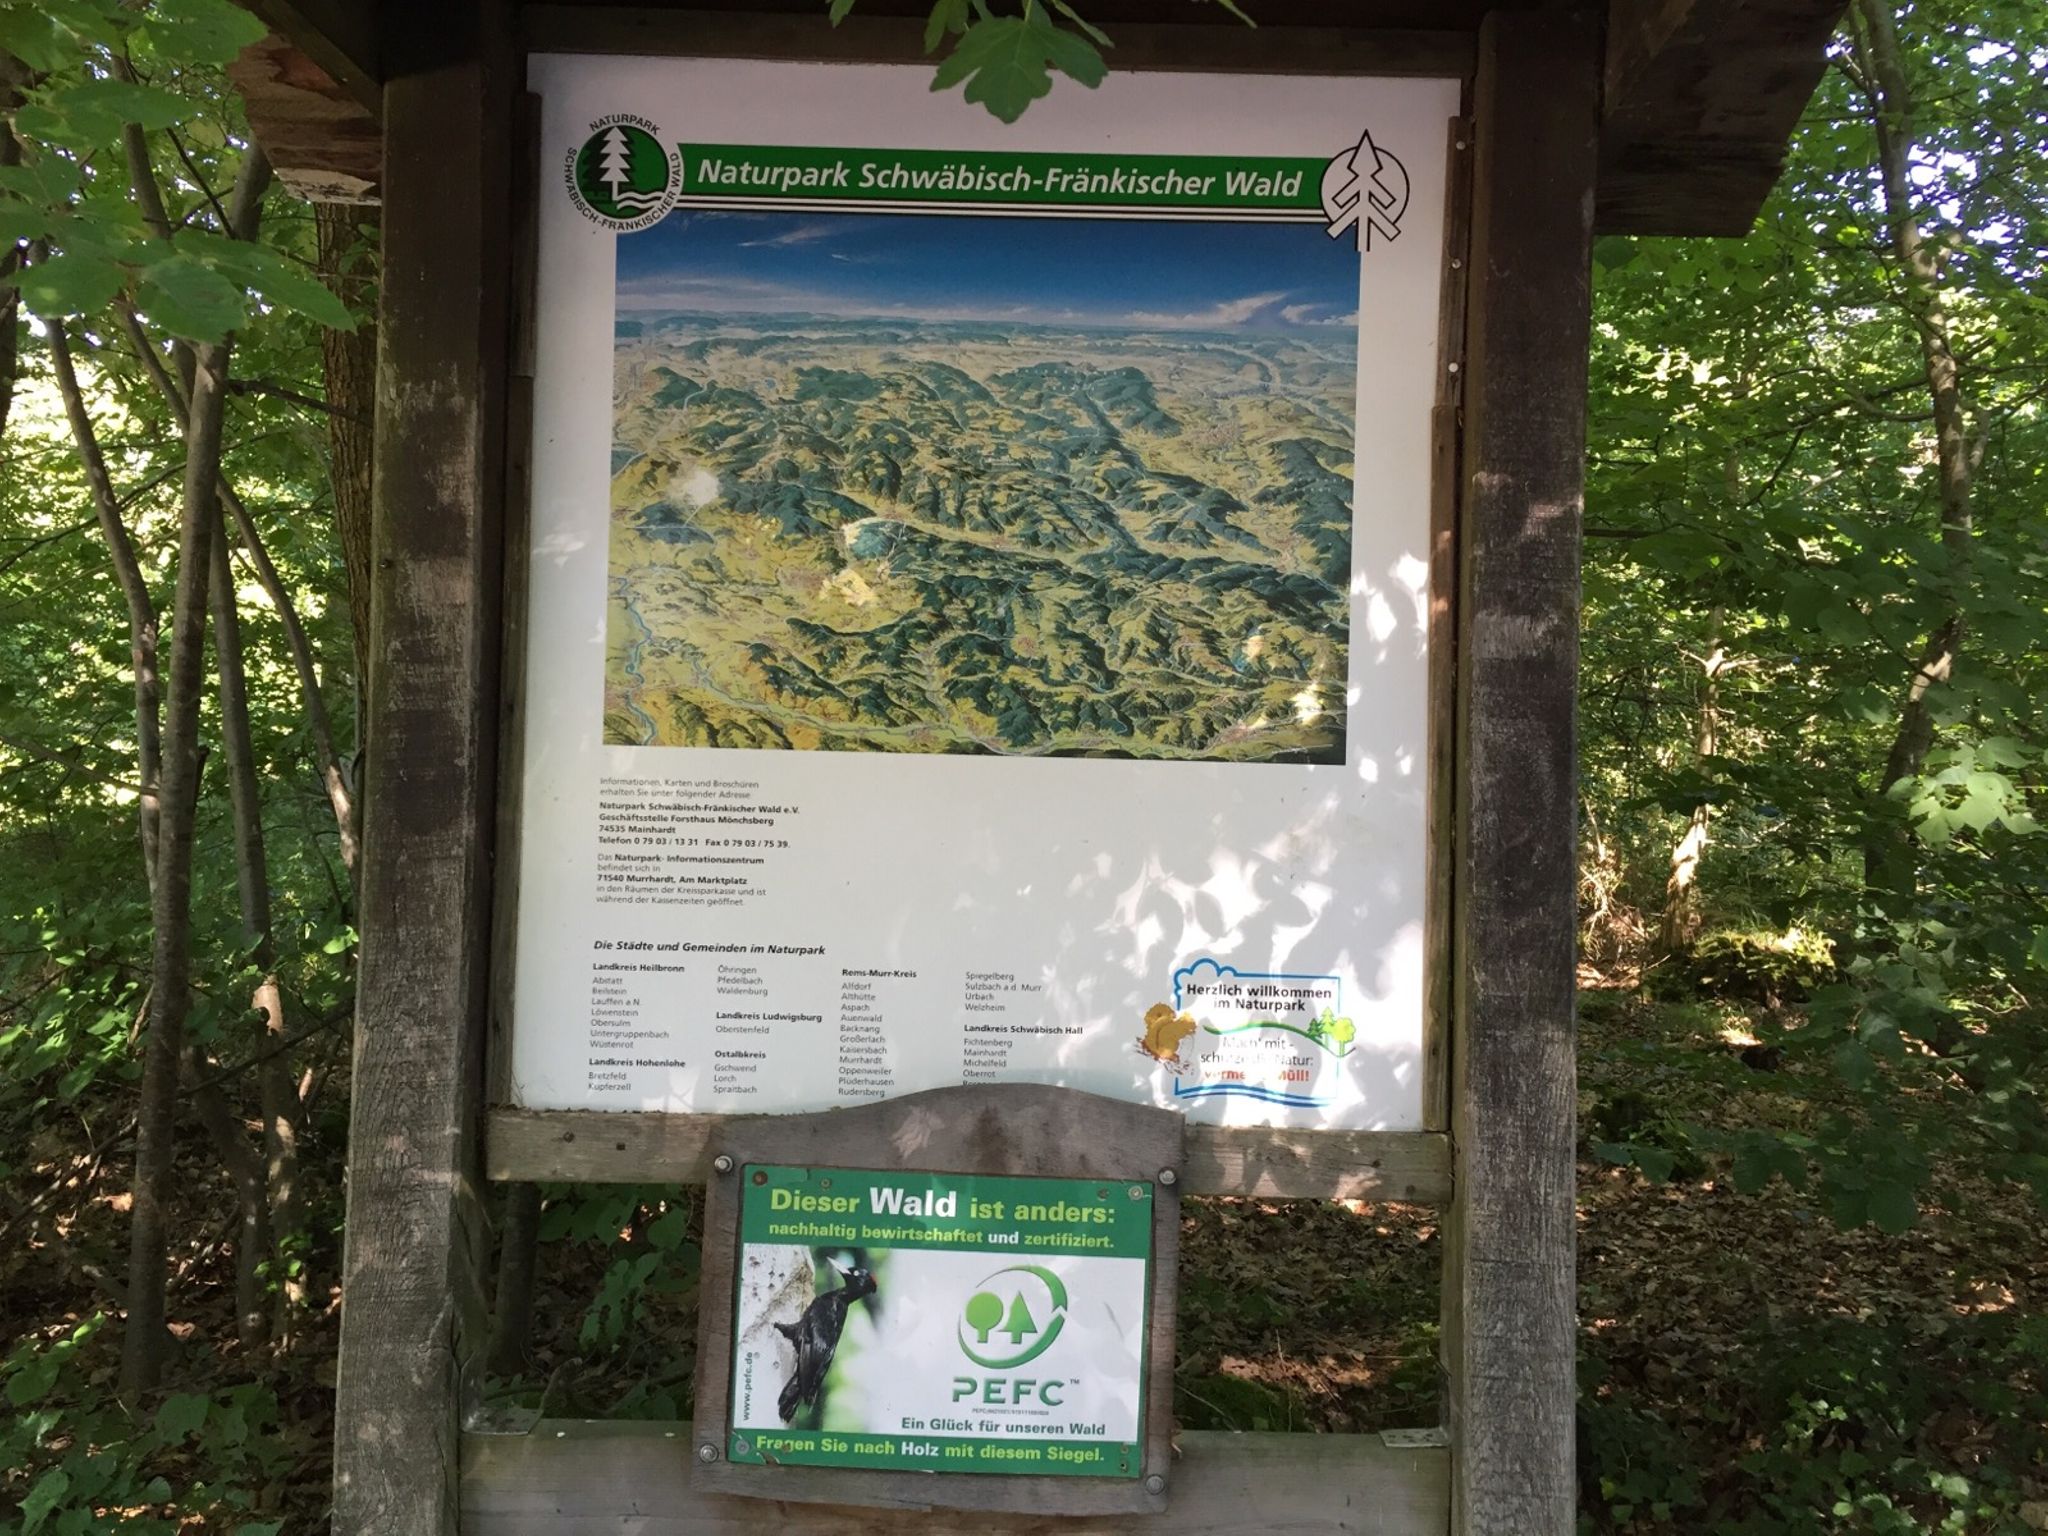 NATURPARK
SCHWÄBISCH-FRÄNKISCHER WALD
Naturpark Schwäbisch-Fränkischer Wald
Informationen, Karten und Broschüren
erhalten Sie unter folgender Adresse
Naturpark Schwäbisch-Fränkischer Wald e.V.
Geschäftsstelle Forsthaus Mönchsberg
74535 Mainhardt
Telefon 0 79 03 / 13 31 Fax 0 79 03 / 75 39.
Das Naturpark- Informationszentrum
befindet sich in
71540 Murrhardt, Am Marktplatz
in den Räumen der Kreissparkasse und ist
während der Kassenzeiten geöffnet.
Die Städte und Gemeinden im Naturpark
Landkreis Heilbronn
Abstatt
Beilstein
Lauffen a.N.
Löwenstein
Obersulm
Untergruppenbach
Wüstenrot
Landkreis Hohenlohe
Bretzfeld
Kupferzell
Öhringen
Pfedelbach
Waldenburg
Landkreis Ludwigsburg
Oberstenfeld
Ostalbkreis
Gschwend
Lorch
Spraitbach
Rems-Murr-Kreis
Alfdorf
Althütte
Aspach
Auenwald
Backnang
Großerlach
Kaisersbach
Murrhardt
Oppenweiler
Plüderhausen
Rudersberg
Spiegelberg
Sulzbach a.d. Murr
Urbach
Welzheim
Landkreis Schwäbisch Hall
Fichtenberg
Mainhardt
Michelfeld
Oberrot
Herzlich willkommen
im Naturpark
Mach' mit -
Natur:
Dieser Wald ist anders:
nachhaltig bewirtschaftet und zertifiziert.
www.pefc.de
PEFC™
Ein Glück für unseren Wald
Fragen Sie nach Holz mit diesem Siegel.